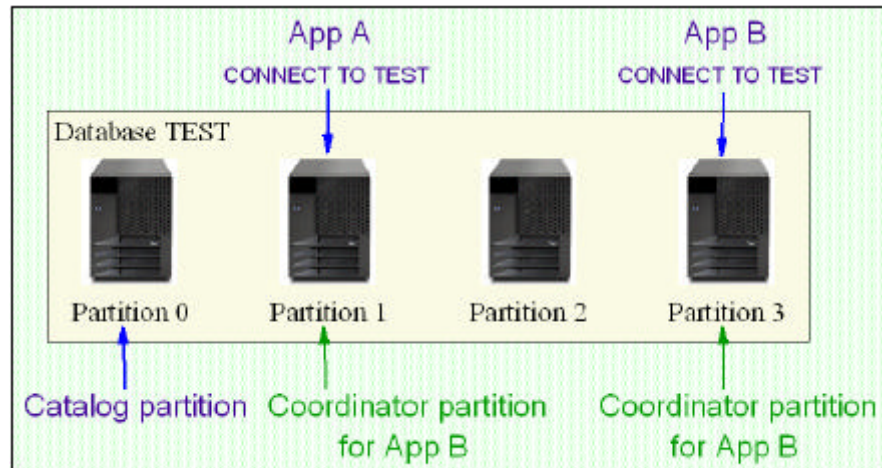 App A
CONNECT TO TEST
App B
CONNECT TO TEST
Database TEST
Partition 0
Partition 1
Partition 2
Partition 3
Catalog partition
Coordinator partition
for App B
Coordinator partition
for App B